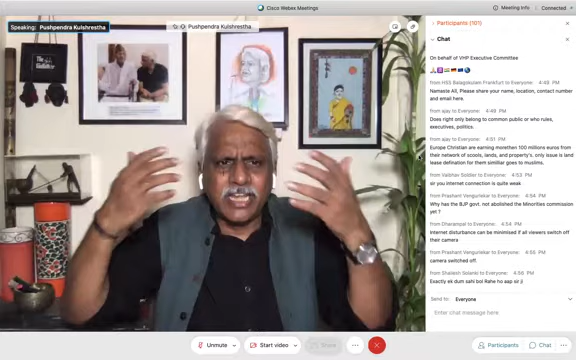 Cisco Webex Meetings
Meeting Info
Connected
Speaking: Pushpendra Kulshrestha
Pushpendra Kulshrestha
The
Godfather
Participants (101)
Chat
On behalf of VHP Executive Committee
from HSS Balagokulam Frankfurt to Everyone: 4:48 PM
Namaste All, Please share your name, location, contact number
and email here.
from ajay to Everyone: 4:49 PM
Does right only belong to common public or who rules,
executives, politics.
from ajay to Everyone: 4:51 PM
Europe Christian are earning morethen 100 millions euros from
their network of scools, lands, and property's. only issue is land
lease defination for them simillar goes to muslims.
from Vaibhav Soldier to Everyone: 4:53 PM
sir you internet connection is quite weak
from Prashant Vengurlekar to Everyone: 4:54 PM
Why has the BJP govt. not abolished the Minorities commission
yet ?
from Dharampal to Everyone: 4:54 PM
Internet disturbance can be minimised if all viewers switch off
their camera
from Prashant Vengurlekar to Everyone: 4:55 PM
camera switched off.
from Shailesh Solanki to Everyone: 4:56 PM
Exactly ek dum sahi bol Rahe ho aap sir ji
Send to: Everyone
Enter chat message here
Unmute
Start video
Share
Participants
Chat